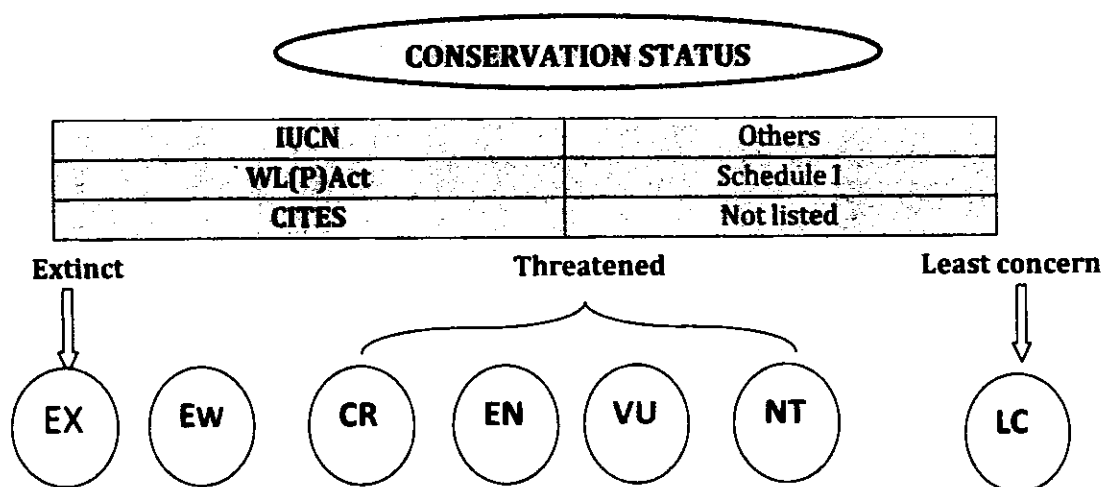 CONSERVATION STATUS
IUCN Others
WL(P)Act Schedule I
CITES Not listed
Extinct Threatened Least concern
EX EW CR EN VU NT LC